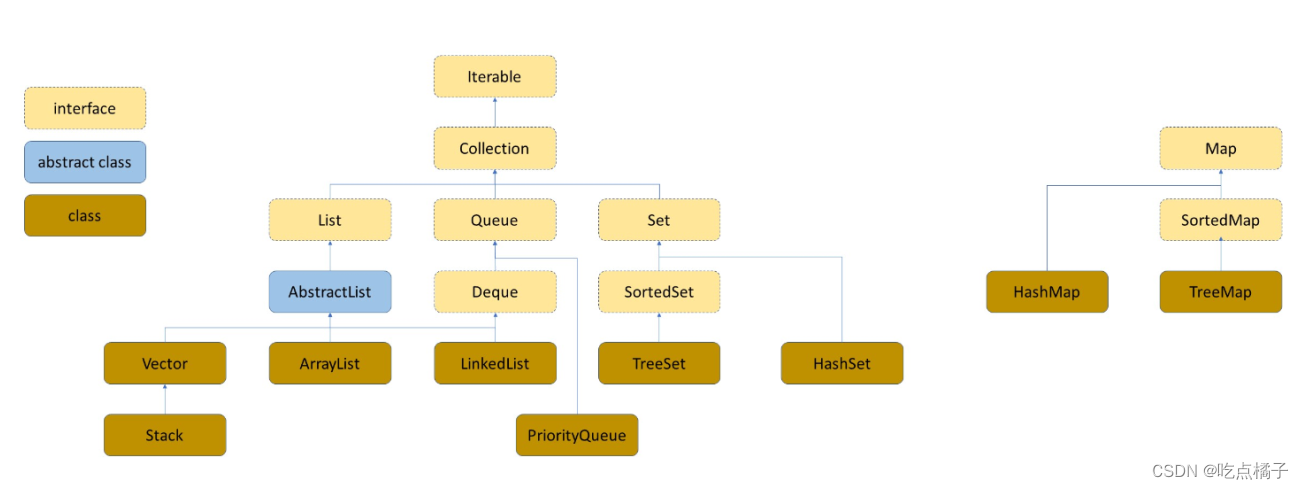 Iterable
interface
Collection
Map
abstract class
class
List
Queue
Set
SortedMap
AbstractList
Deque
SortedSet
HashMap
TreeMap
Vector
ArrayList
LinkedList
TreeSet
HashSet
Stack
PriorityQueue
CSDN @吃点橘子